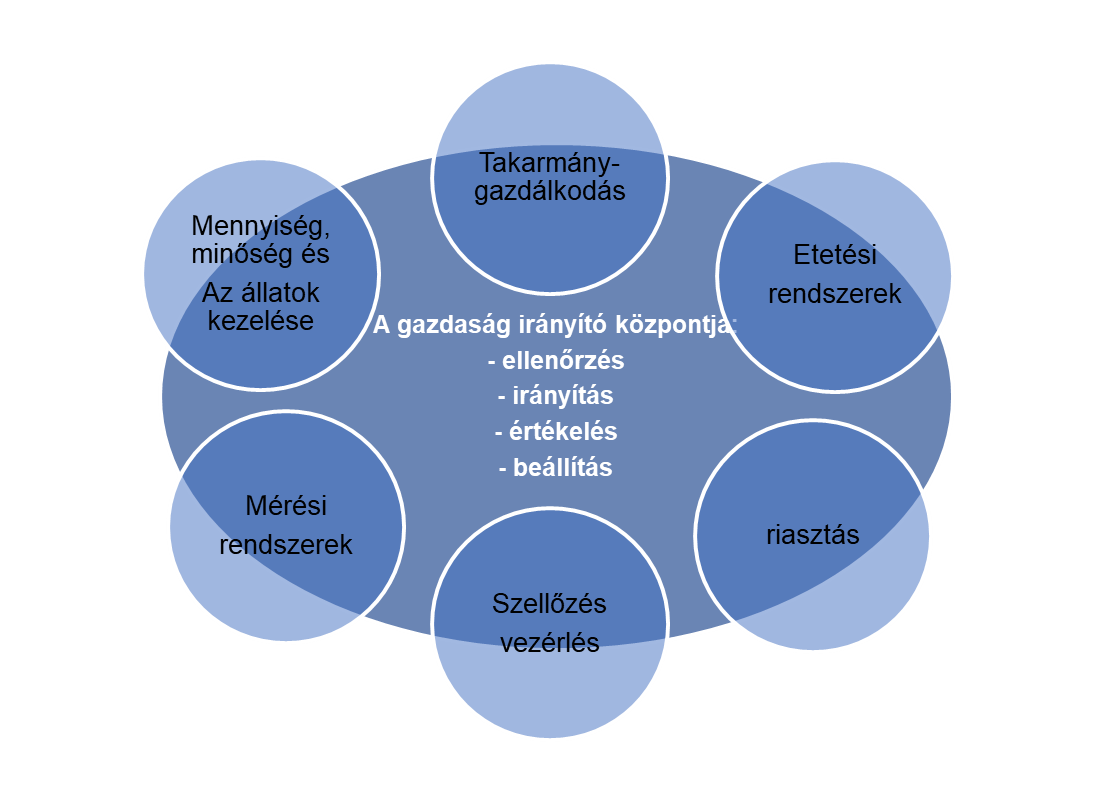 Takarmány-
gazdálkodás
Mennyiség,
minőség és
Az állatok
kezelése
Etetési
rendszerek
A gazdaság irányító központja:
- ellenőrzés
- irányítás
- értékelés
- beállítás
Mérési
rendszerek
riasztás
Szellőzés
vezérlés